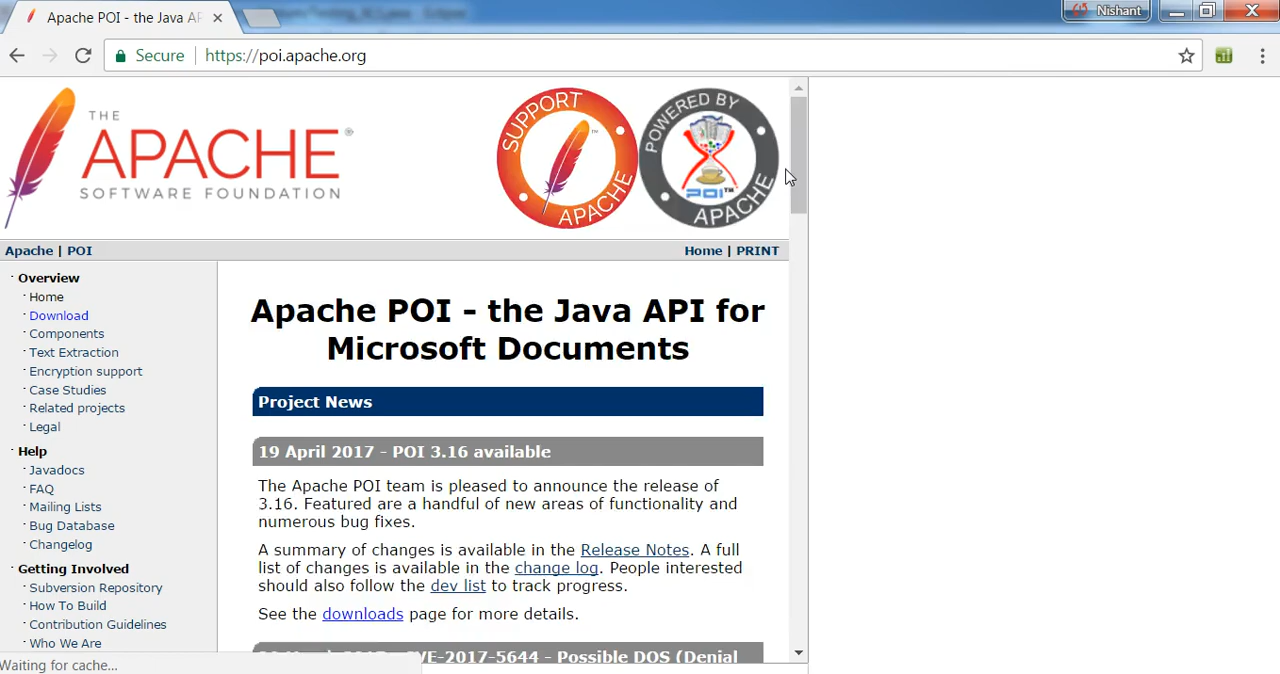 Apache POI - the Java AP
Nishant
Secure
https://poi.apache.org
THE
APACHE®
SOFTWARE FOUNDATION
SUPPORT
APACHE
POWERED BY
POI™
APACHE
Apache | POI
Home | PRINT
Overview
Home
Download
Components
Text Extraction
Encryption support
Case Studies
Related projects
Legal
Help
Javadocs
FAQ
Mailing Lists
Bug Database
Changelog
Getting Involved
Subversion Repository
How To Build
Contribution Guidelines
Who We Are
Apache POI - the Java API for
Microsoft Documents
Project News
19 April 2017 - POI 3.16 available
The Apache POI team is pleased to announce the release of
3.16. Featured are a handful of new areas of functionality and
numerous bug fixes.
A summary of changes is available in the Release Notes. A full
list of changes is available in the change log. People interested
should also follow the dev list to track progress.
See the downloads page for more details.
CVE-2017-5644 - Possible DOS (Denial
Waiting for cache...